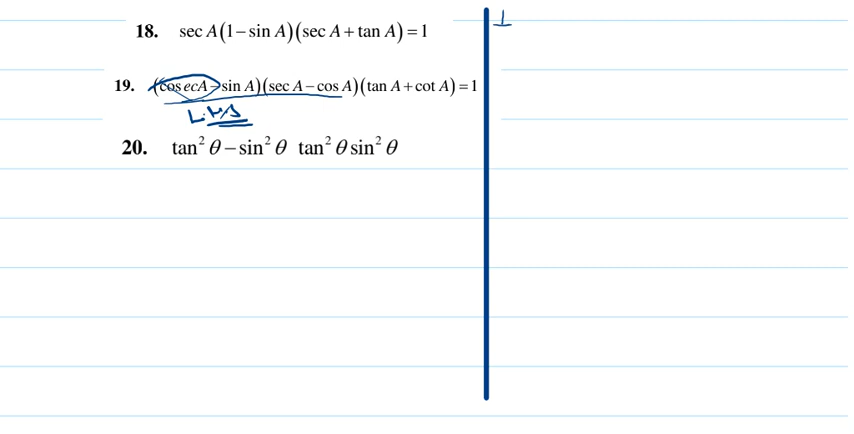 18. sec A(1−sin A)(sec A+tan A)=1
19. (cosecA−sin A)(sec A−cos A)(tan A+cot A)=1
L.H.S
20. tan² θ−sin² θ tan² θ sin² θ